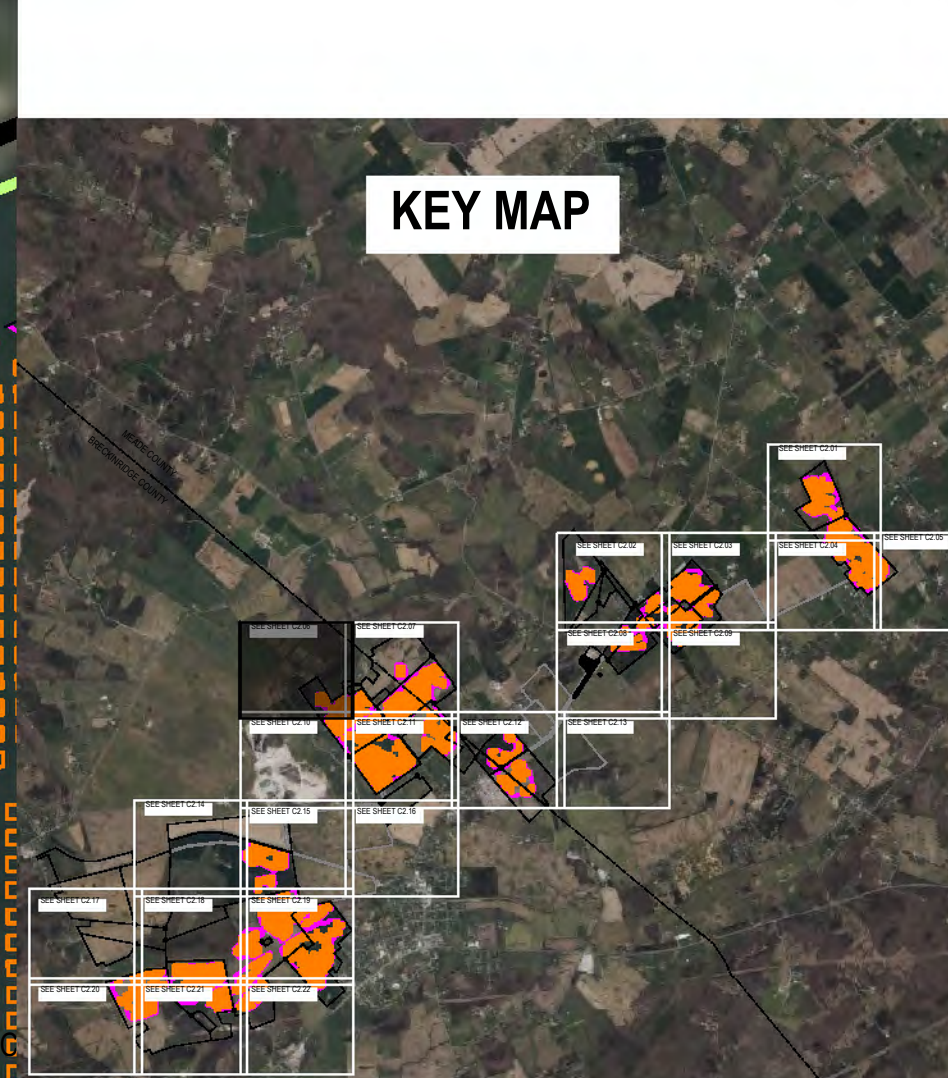 KEY MAP
MEADE COUNTY
BRECKINRIDGE COUNTY
SEE SHEET C2.01
SEE SHEET C2.02
SEE SHEET C2.03
SEE SHEET C2.04
SEE SHEET C2.05
SEE SHEET C2.06
SEE SHEET C2.07
SEE SHEET C2.08
SEE SHEET C2.09
SEE SHEET C2.10
SEE SHEET C2.11
SEE SHEET C2.12
SEE SHEET C2.13
SEE SHEET C2.14
SEE SHEET C2.15
SEE SHEET C2.16
SEE SHEET C2.17
SEE SHEET C2.18
SEE SHEET C2.19
SEE SHEET C2.20
SEE SHEET C2.21
SEE SHEET C2.22